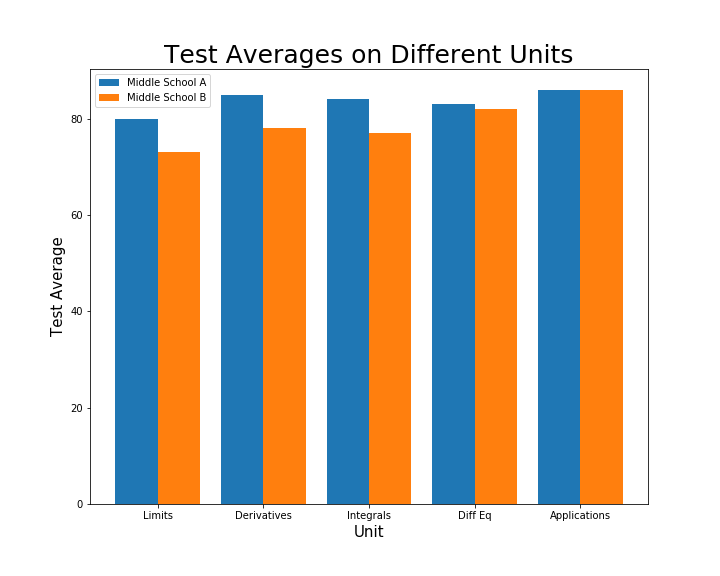 Test Averages on Different Units
Middle School A
Middle School B
Test Average
80
60
40
20
0
Limits
Derivatives
Integrals
Diff Eq
Applications
Unit